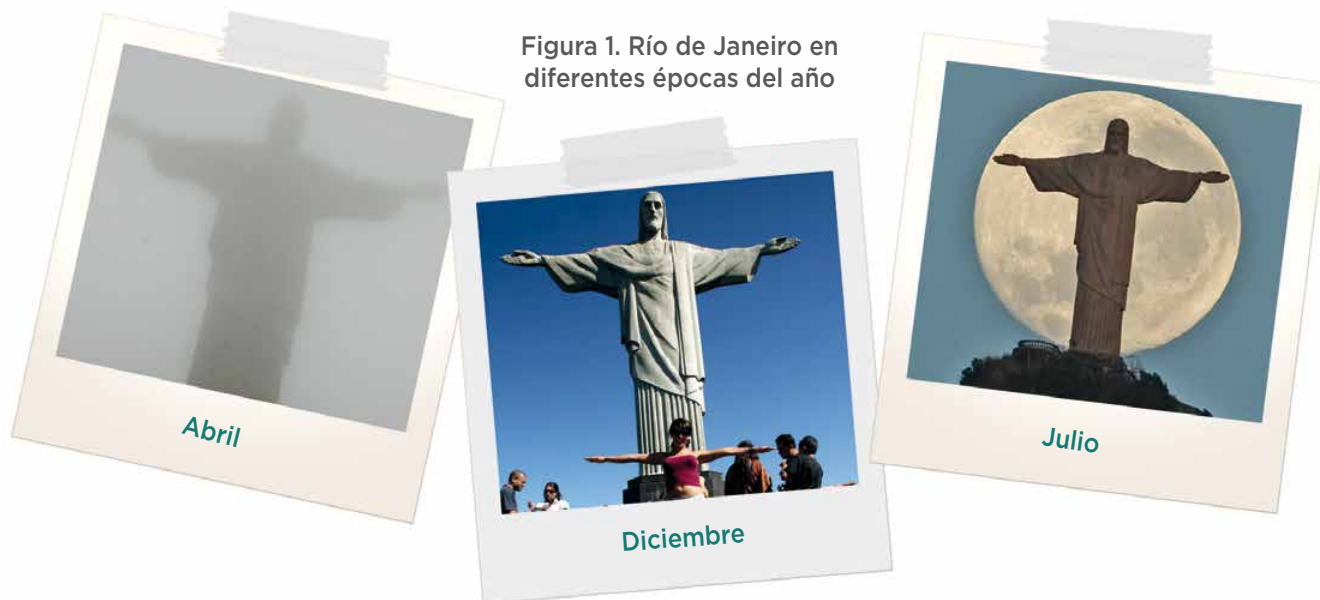 Figura 1. Río de Janeiro en
diferentes épocas del año
Abril
Diciembre
Julio